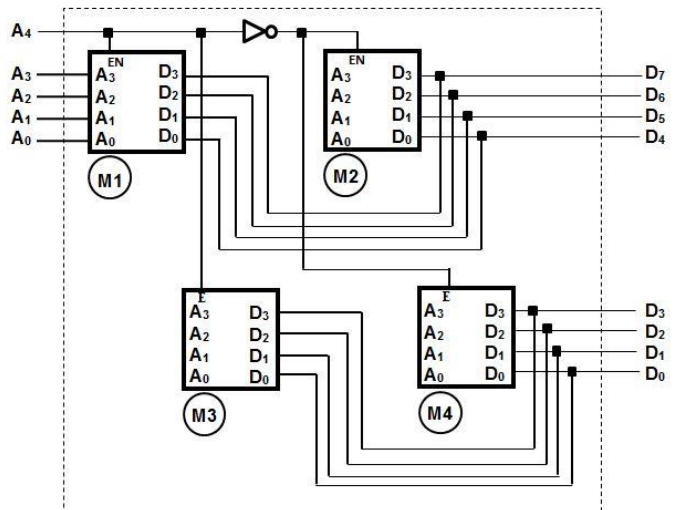 A4
EN
EN
A3
A3 D3
A3 D3
D7
A2
A2 D2
A2 D2
D6
A1
A1 D1
A1 D1
D5
A0
A0 D0
A0 D0
D4
M1
M2
E
E
A3 D3
A3 D3
D3
A2 D2
A2 D2
D2
A1 D1
A1 D1
D1
A0 D0
A0 D0
D0
M3
M4